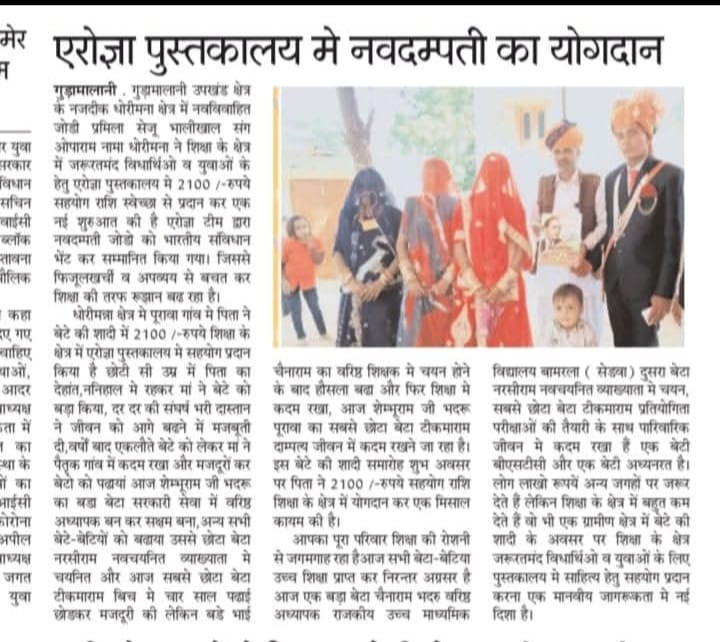 मेर
म
र युवा
सरकार
विधान
सचिन
वाईसी
ब्लॉक
तावना
मौलिक
कहा
दए गए
चाहिए
थाओं,
आदर
ाध्यक्ष
ता में
त का
स्था के
ों का
आईसी
कोरोना
अपील
ाध्यक्ष
जगत
युवा
एरोज्ञा पुस्तकालय मे नवदम्पती का योगदान
गुड़ामालानी . गुड़ामालानी उपखंड क्षेत्र
के नजदीक धोरीमना क्षेत्र में नवविवाहित
जोडी प्रमिला सेजू भालीखाल संग
ओपाराम नामा धोरीमना ने शिक्षा के क्षेत्र
में जरूरतमंद विधार्थिओ व युवाओं के
हेतु एरोज्ञा पुस्तकालय मे 2100 /-रुपये
सहयोग राशि स्वेच्छा से प्रदान कर एक
नई शुरुआत की है एरोज्ञा टीम द्वारा
नवदम्पती जोडी को भारतीय संविधान
भेंट कर सम्मानित किया गया। जिससे
फिजूलखर्ची व अपव्यय से बचत कर
शिक्षा की तरफ रूझान बढ रहा है।
धोरीमन्ना क्षेत्र मे पूरावा गांव मे पिता ने
बेटे की शादी में 2100 /-रुपये शिक्षा के
क्षेत्र में एरोज्ञा पुस्तकालय मे सहयोग प्रदान
किया है छोटी सी उम्र में पिता का
देहांत,ननिहाल मे रहकर मां ने बेटे को
बड़ा किया, दर दर की संघर्ष भरी दास्तान
ने जीवन को आगे बढने में मजबूती
दी,वर्षो बाद एकलौते बेटे को लेकर मां ने
पैतृक गांव में कदम रखा और मजदूरी कर
बेटो को पढायां आज शेम्भूराम जी भदरू
का बडा बेटा सरकारी सेवा में वरिष्ठ
अध्यापक बन कर सक्षम बना,अन्य सभी
बेटे-बेटियों को बढाया उससे छोटा बेटा
नरसीराम नवचयनित व्याख्याता मे
चयनित और आज सबसे छोटा बेटा
टीकमाराम बिच मे चार साल पढाई
छोडकर मजदूरी की लेकिन बडे भाई
चैनाराम का वरिष्ठ शिक्षक मे चयन होने
के बाद हौसला बढा और फिर शिक्षा मे
कदम रखा, आज शेम्भूराम जी भदरू
पूरावा का सबसे छोटा बेटा टीकमाराम
दाम्पत्य जीवन में कदम रखने जा रहा है।
इस बेटे की शादी समारोह शुभ अवसर
पर पिता ने 2100 /-रुपये सहयोग राशि
शिक्षा के क्षेत्र में योगदान कर एक मिसाल
कायम की है।
आपका पूरा परिवार शिक्षा की रोशनी
से जगमगाह रहा हैआज सभी बेटा-बेटिया
उच्च शिक्षा प्राप्त कर निरन्तर अग्रसर है
आज एक बड़ा बेटा चैनाराम भदरु वरिष्ठ
अध्यापक राजकीय उच्च माध्यमिक
विद्यालय बामरला ( सेडवा) दुसरा बेटा
नरसीराम नवचयनित व्याख्याता मे चयन,
सबसे छोटा बेटा टीकमाराम प्रतियोगिता
परीक्षाओं की तैयारी के साथ पारिवारिक
जीवन मे कदम रखा हैं एक बेटी
बीएसटीसी और एक बेटी अध्यनरत है।
लोग लाखो रूपयें अन्य जगहों पर जरूर
देते हैं लेकिन शिक्षा के क्षेत्र में बहुत कम
देते हैं वो भी एक ग्रामीण क्षेत्र में बेटे की
शादी के अवसर पर शिक्षा के क्षेत्र
जरूरतमंद विधार्थिओ व युवाओं के लिए
पुस्तकालय मे साहित्य हेतु सहयोग प्रदान
करना एक मानवीय जागरूकता मे नई
दिशा है।